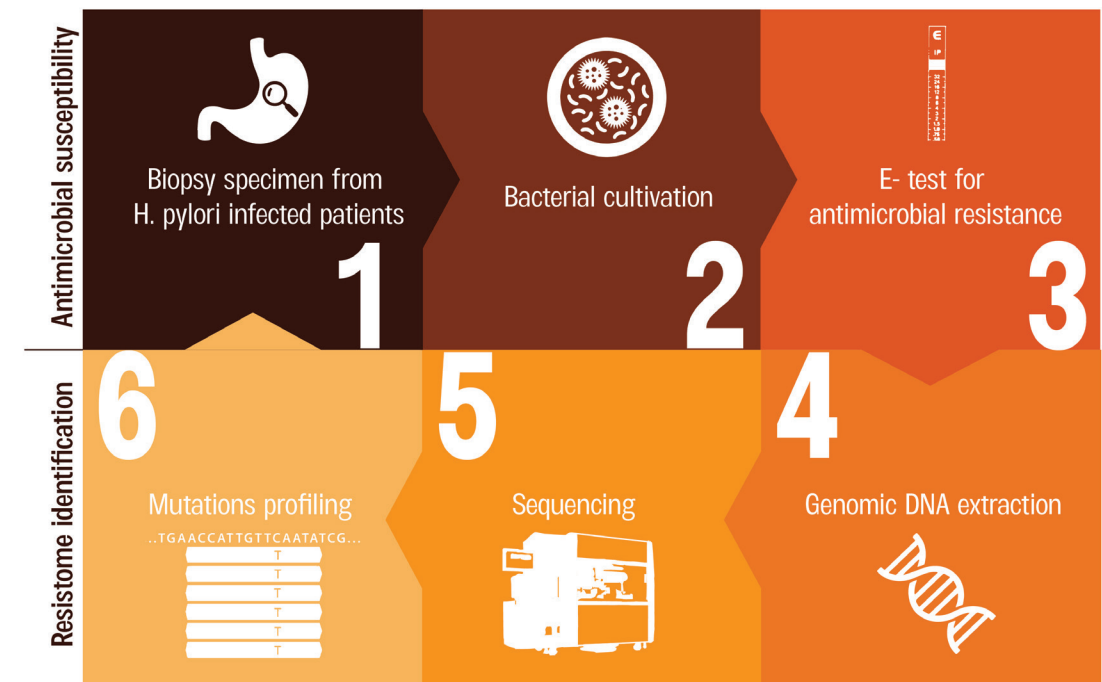 Antimicrobial susceptibility
Biopsy specimen from
H. pylori infected patients
1
Bacterial cultivation
2
E
IP
E- test for
antimicrobial resistance
3
Resistome identification
6
Mutations profiling
..TGAACCATTGTTCAATATCG...
T
T
T
T
T
T
5
Sequencing
4
Genomic DNA extraction